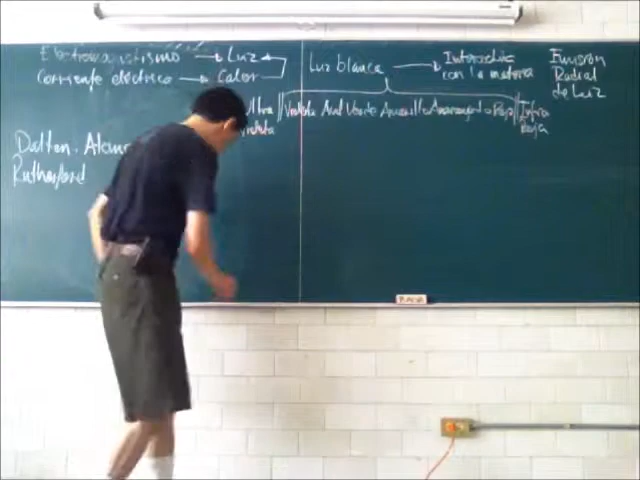 Electromagnetismo → Luz
Corriente eléctrica → Calor
Luz blanca → Interacción
con la materia
Emisión
Radial
de Luz
Ultra
violeta
Violeta Azul Verde Amarillo Anaranjado Rojo
Infra
Roja
Dalton.
Rutherford